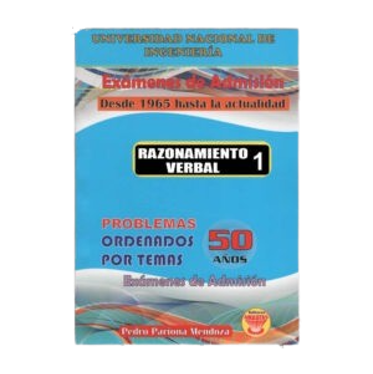 UNIVERSIDAD NACIONAL DE
INGENIERÍA
Exámenes de Admisión
Desde 1965 hasta la actualidad
RAZONAMIENTO
VERBAL 1
PROBLEMAS
ORDENADOS
POR TEMAS
50
AÑOS
Exámenes de Admisión
Pedro Pariona Mendoza